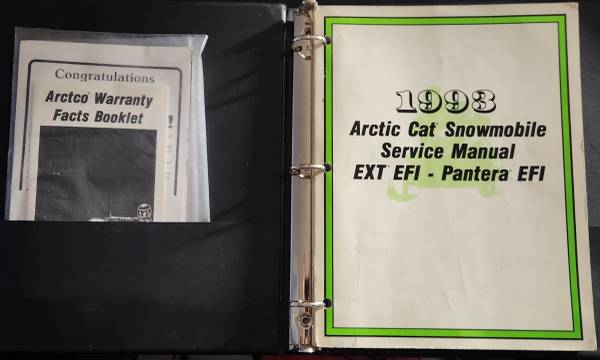 Congratulations
Arctco Warranty
Facts Booklet
1993
Arctic Cat Snowmobile
Service Manual
EXT EFI - Pantera EFI